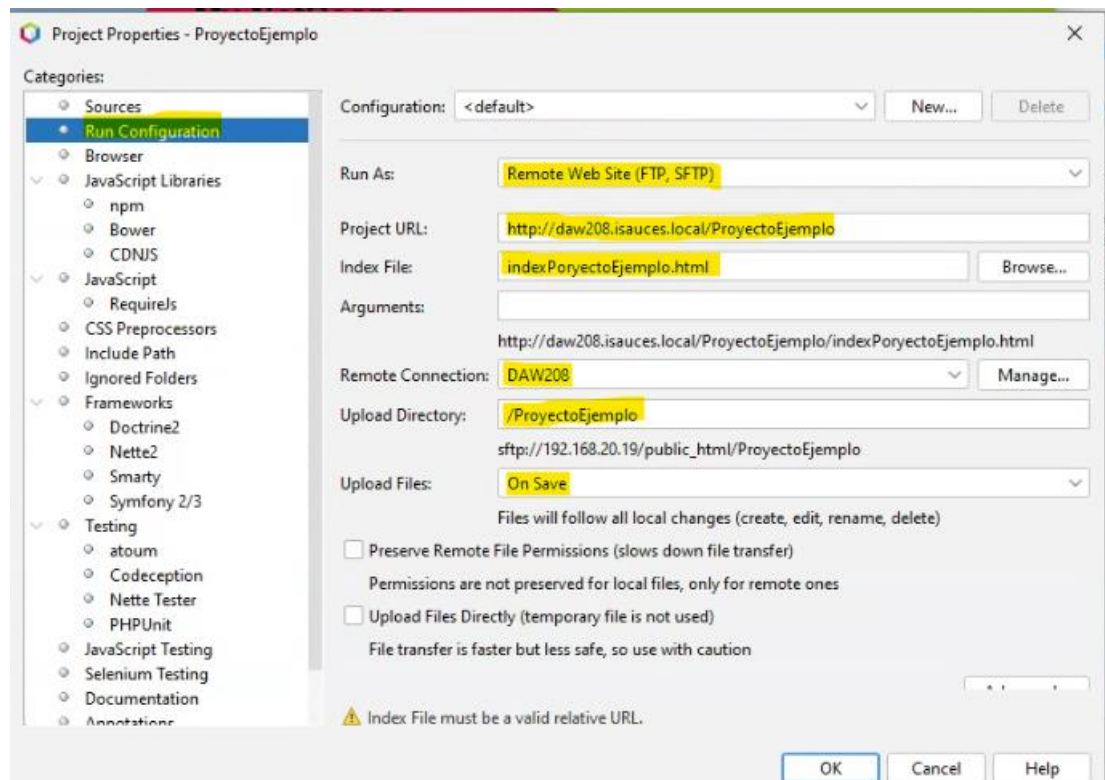 Project Properties - ProyectoEjemplo
Categories:
Sources
Run Configuration
Browser
JavaScript Libraries
npm
Bower
CDNJS
JavaScript
RequireJs
CSS Preprocessors
Include Path
Ignored Folders
Frameworks
Doctrine2
Nette2
Smarty
Symfony 2/3
Testing
atoum
Codeception
Nette Tester
PHPUnit
JavaScript Testing
Selenium Testing
Documentation
Annotations
Configuration: <default> New... Delete
Run As: Remote Web Site (FTP, SFTP)
Project URL: http://daw208.isauces.local/ProyectoEjemplo
Index File: indexPoryectoEjemplo.html Browse...
Arguments:
http://daw208.isauces.local/ProyectoEjemplo/indexPoryectoEjemplo.html
Remote Connection: DAW208 Manage...
Upload Directory: /ProyectoEjemplo
sftp://192.168.20.19/public_html/ProyectoEjemplo
Upload Files: On Save
Files will follow all local changes (create, edit, rename, delete)
Preserve Remote File Permissions (slows down file transfer)
Permissions are not preserved for local files, only for remote ones
Upload Files Directly (temporary file is not used)
File transfer is faster but less safe, so use with caution
Index File must be a valid relative URL.
OK Cancel Help